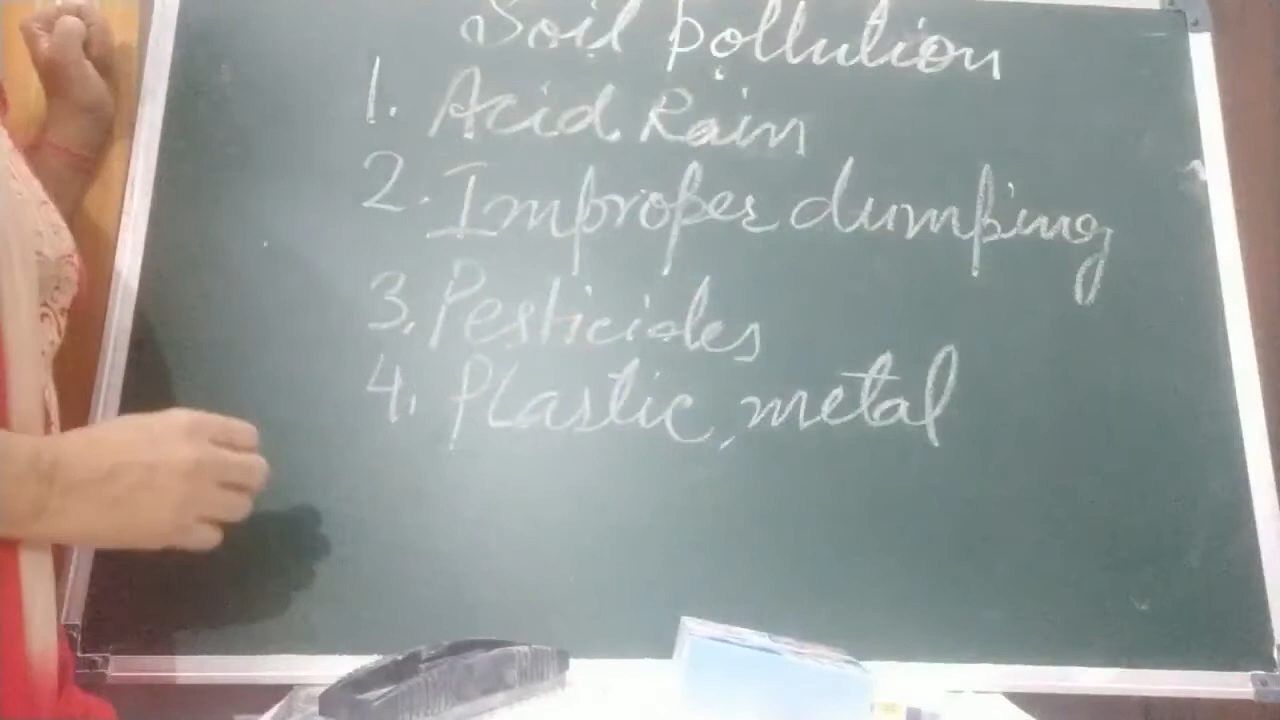 Soil pollution
1. Acid Rain
2. Improper dumping
3. Pesticides
4. Plastic, metal